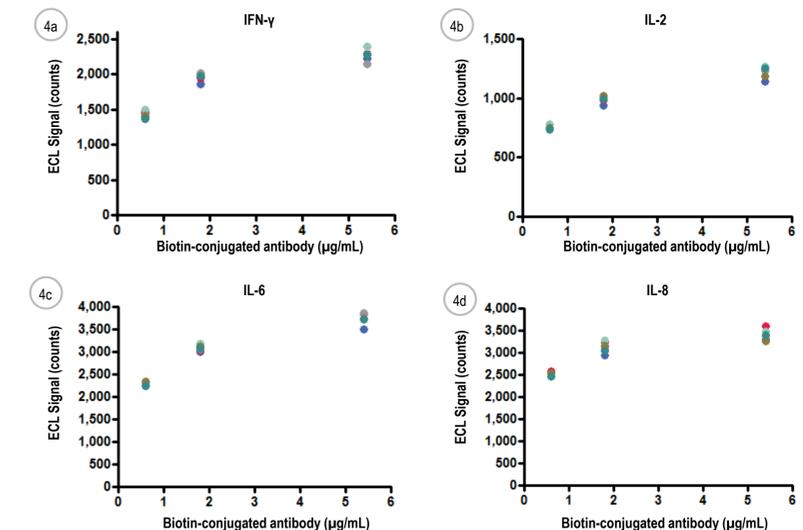 4a
IFN-γ
ECL Signal (counts)
2,500
2,000
1,500
1,000
500
0
0 1 2 3 4 5 6
Biotin-conjugated antibody (µg/mL)
4b
IL-2
ECL Signal (counts)
1,500
1,000
500
0
0 1 2 3 4 5 6
Biotin-conjugated antibody (µg/mL)
4c
IL-6
ECL Signal (counts)
4,000
3,500
3,000
2,500
2,000
1,500
1,000
500
0
0 1 2 3 4 5 6
Biotin-conjugated antibody (µg/mL)
4d
IL-8
ECL Signal (counts)
4,000
3,500
3,000
2,500
2,000
1,500
1,000
500
0
0 1 2 3 4 5 6
Biotin-conjugated antibody (µg/mL)